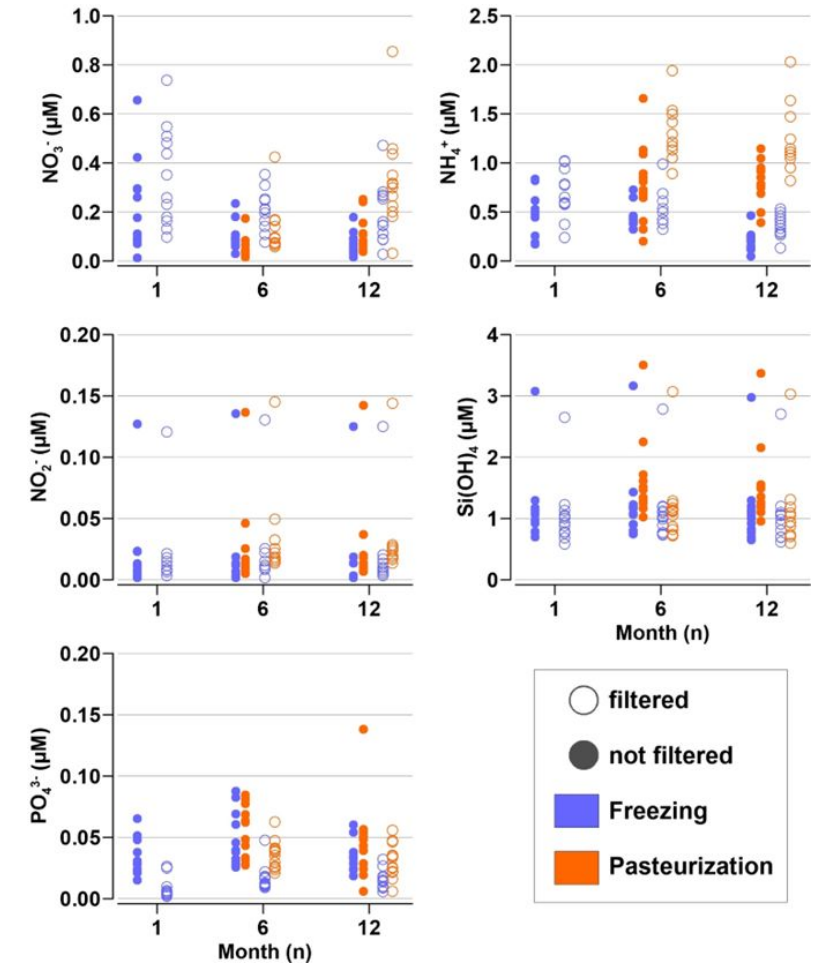 NO₃⁻ (µM)
1.0
0.8
0.6
0.4
0.2
0.0
1 6 12
NH₄⁺ (µM)
2.5
2.0
1.5
1.0
0.5
0.0
1 6 12
NO₂⁻ (µM)
0.20
0.15
0.10
0.05
0.00
1 6 12
Si(OH)₄ (µM)
4
3
2
1
0
1 6 12
Month (n)
PO₄³⁻ (µM)
0.20
0.15
0.10
0.05
0.00
1 6 12
Month (n)
filtered
not filtered
Freezing
Pasteurization